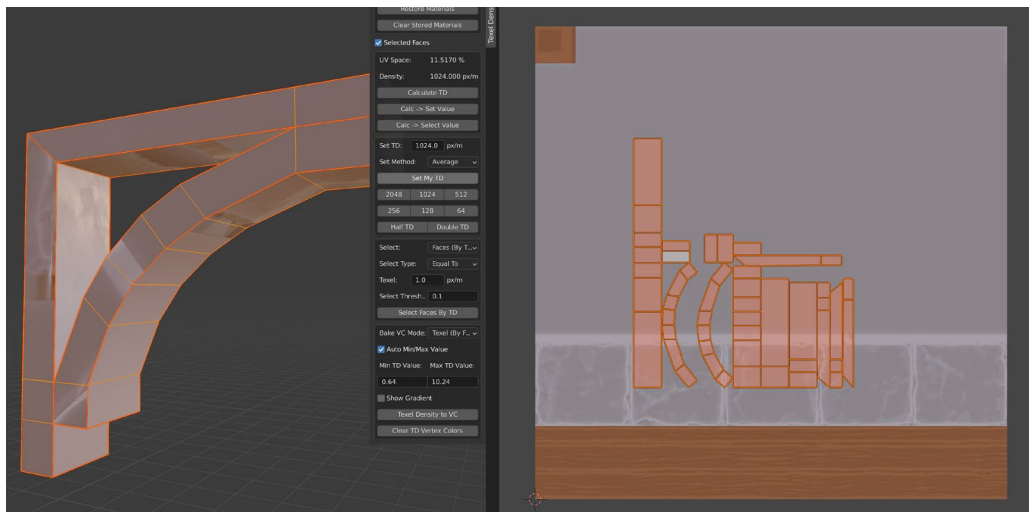 Restore Materials
Clear Stored Materials
Texel Dens
Selected Faces
UV Space: 11.5170 %
Density: 1024.000 px/m
Calculate TD
Calc -> Set Value
Calc -> Select Value
Set TD: 1024.0 px/m
Set Method: Average
Set My TD
2048 1024 512
256 128 64
Half TD Double TD
Select: Faces (By T...
Select Type: Equal To
Texel: 1.0 px/m
Select Thresh... 0.1
Select Faces By TD
Bake VC Mode: Texel (By F...
Auto Min/Max Value
Min TD Value: Max TD Value:
0.64 10.24
Show Gradient
Texel Density to VC
Clear TD Vertex Colors